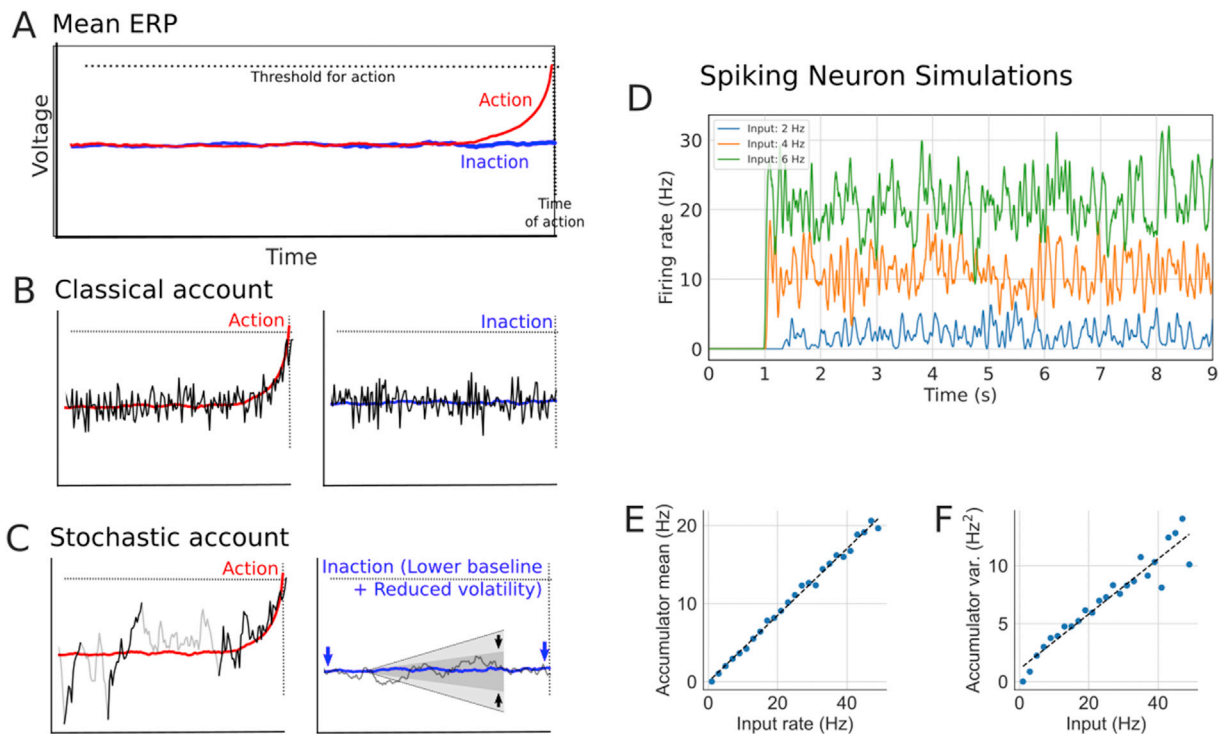 A Mean ERP
Threshold for action
Action
Inaction
Voltage
Time
of action
Time
B Classical account
Action
Inaction
C Stochastic account
Action
Inaction (Lower baseline
+ Reduced volatility)
Spiking Neuron Simulations
D
Input: 2 Hz
Input: 4 Hz
Input: 6 Hz
Firing rate (Hz)
30
20
10
0
0 1 2 3 4 5 6 7 8 9
Time (s)
E
Accumulator mean (Hz)
20
10
0
0 20 40
Input rate (Hz)
F
Accumulator var. (Hz²)
10
5
0
0 20 40
Input (Hz)